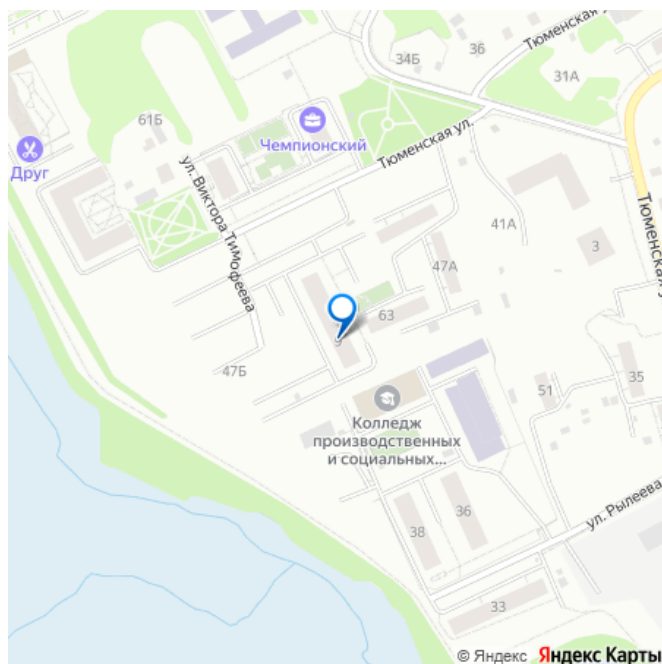 34Б
36
Тюменская у
31А
61Б
Чемпионский
Друг
Тюменская ул.
ул. Виктора Тимофеева
41А
Тюменская у
3
47А
63
9
47Б
35
51
Колледж
производственных
и социальных...
ул. Рылеева
38
36
33
© Яндекс Яндекс Карты